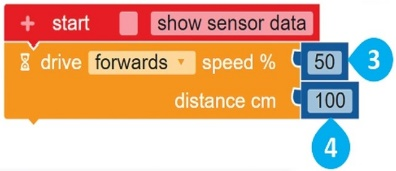 + start show sensor data
drive forwards speed % 50 3
distance cm 100
4